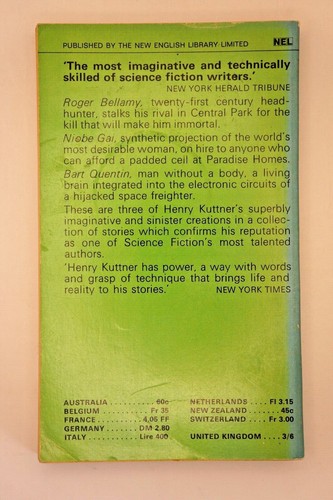 PUBLISHED BY THE NEW ENGLISH LIBRARY LIMITED NEL
'The most imaginative and technically
skilled of science fiction writers.'
NEW YORK HERALD TRIBUNE
Roger Bellamy, twenty-first century head-
hunter, stalks his rival in Central Park for the
kill that will make him immortal.
Niobe Gai, synthetic projection of the world's
most desirable woman, on hire to anyone who
can afford a padded ceil at Paradise Homes.
Bart Quentin, man without a body, a living
brain integrated into the electronic circuits of
a hijacked space freighter.
These are three of Henry Kuttner's superbly
imaginative and sinister creations in a collec-
tion of stories which confirms his reputation
as one of Science Fiction's most talented
authors.
'Henry Kuttner has power, a way with words
and grasp of technique that brings life and
reality to his stories.' NEW YORK TIMES
AUSTRALIA .......... 60c NETHERLANDS .... Fl 3.15
BELGIUM ........... Fr 35 NEW ZEALAND ....... 45c
FRANCE ........... 4.05 FF SWITZERLAND ... Fr 3.00
GERMANY ........ DM 2.80
ITALY ........... Lire 400 UNITED KINGDOM .... 3/6